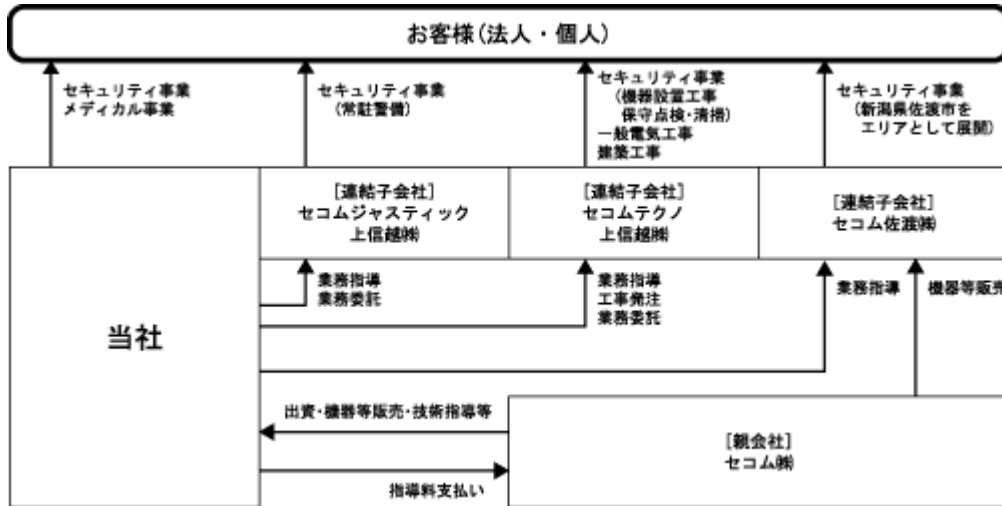 お客様(法人・個人)
セキュリティ事業
メディカル事業
セキュリティ事業
(常駐警備)
セキュリティ事業
(機器設置工事
保守点検・清掃)
一般電気工事
建築工事
セキュリティ事業
(新潟県佐渡市を
エリアとして展開)
[連結子会社]
セコムジャスティック
上信越㈱
[連結子会社]
セコムテクノ
上信越㈱
[連結子会社]
セコム佐渡㈱
業務指導
業務委託
業務指導
工事発注
業務委託
業務指導
機器等販売
当社
出資・機器等販売・技術指導等
[親会社]
セコム㈱
指導料支払い